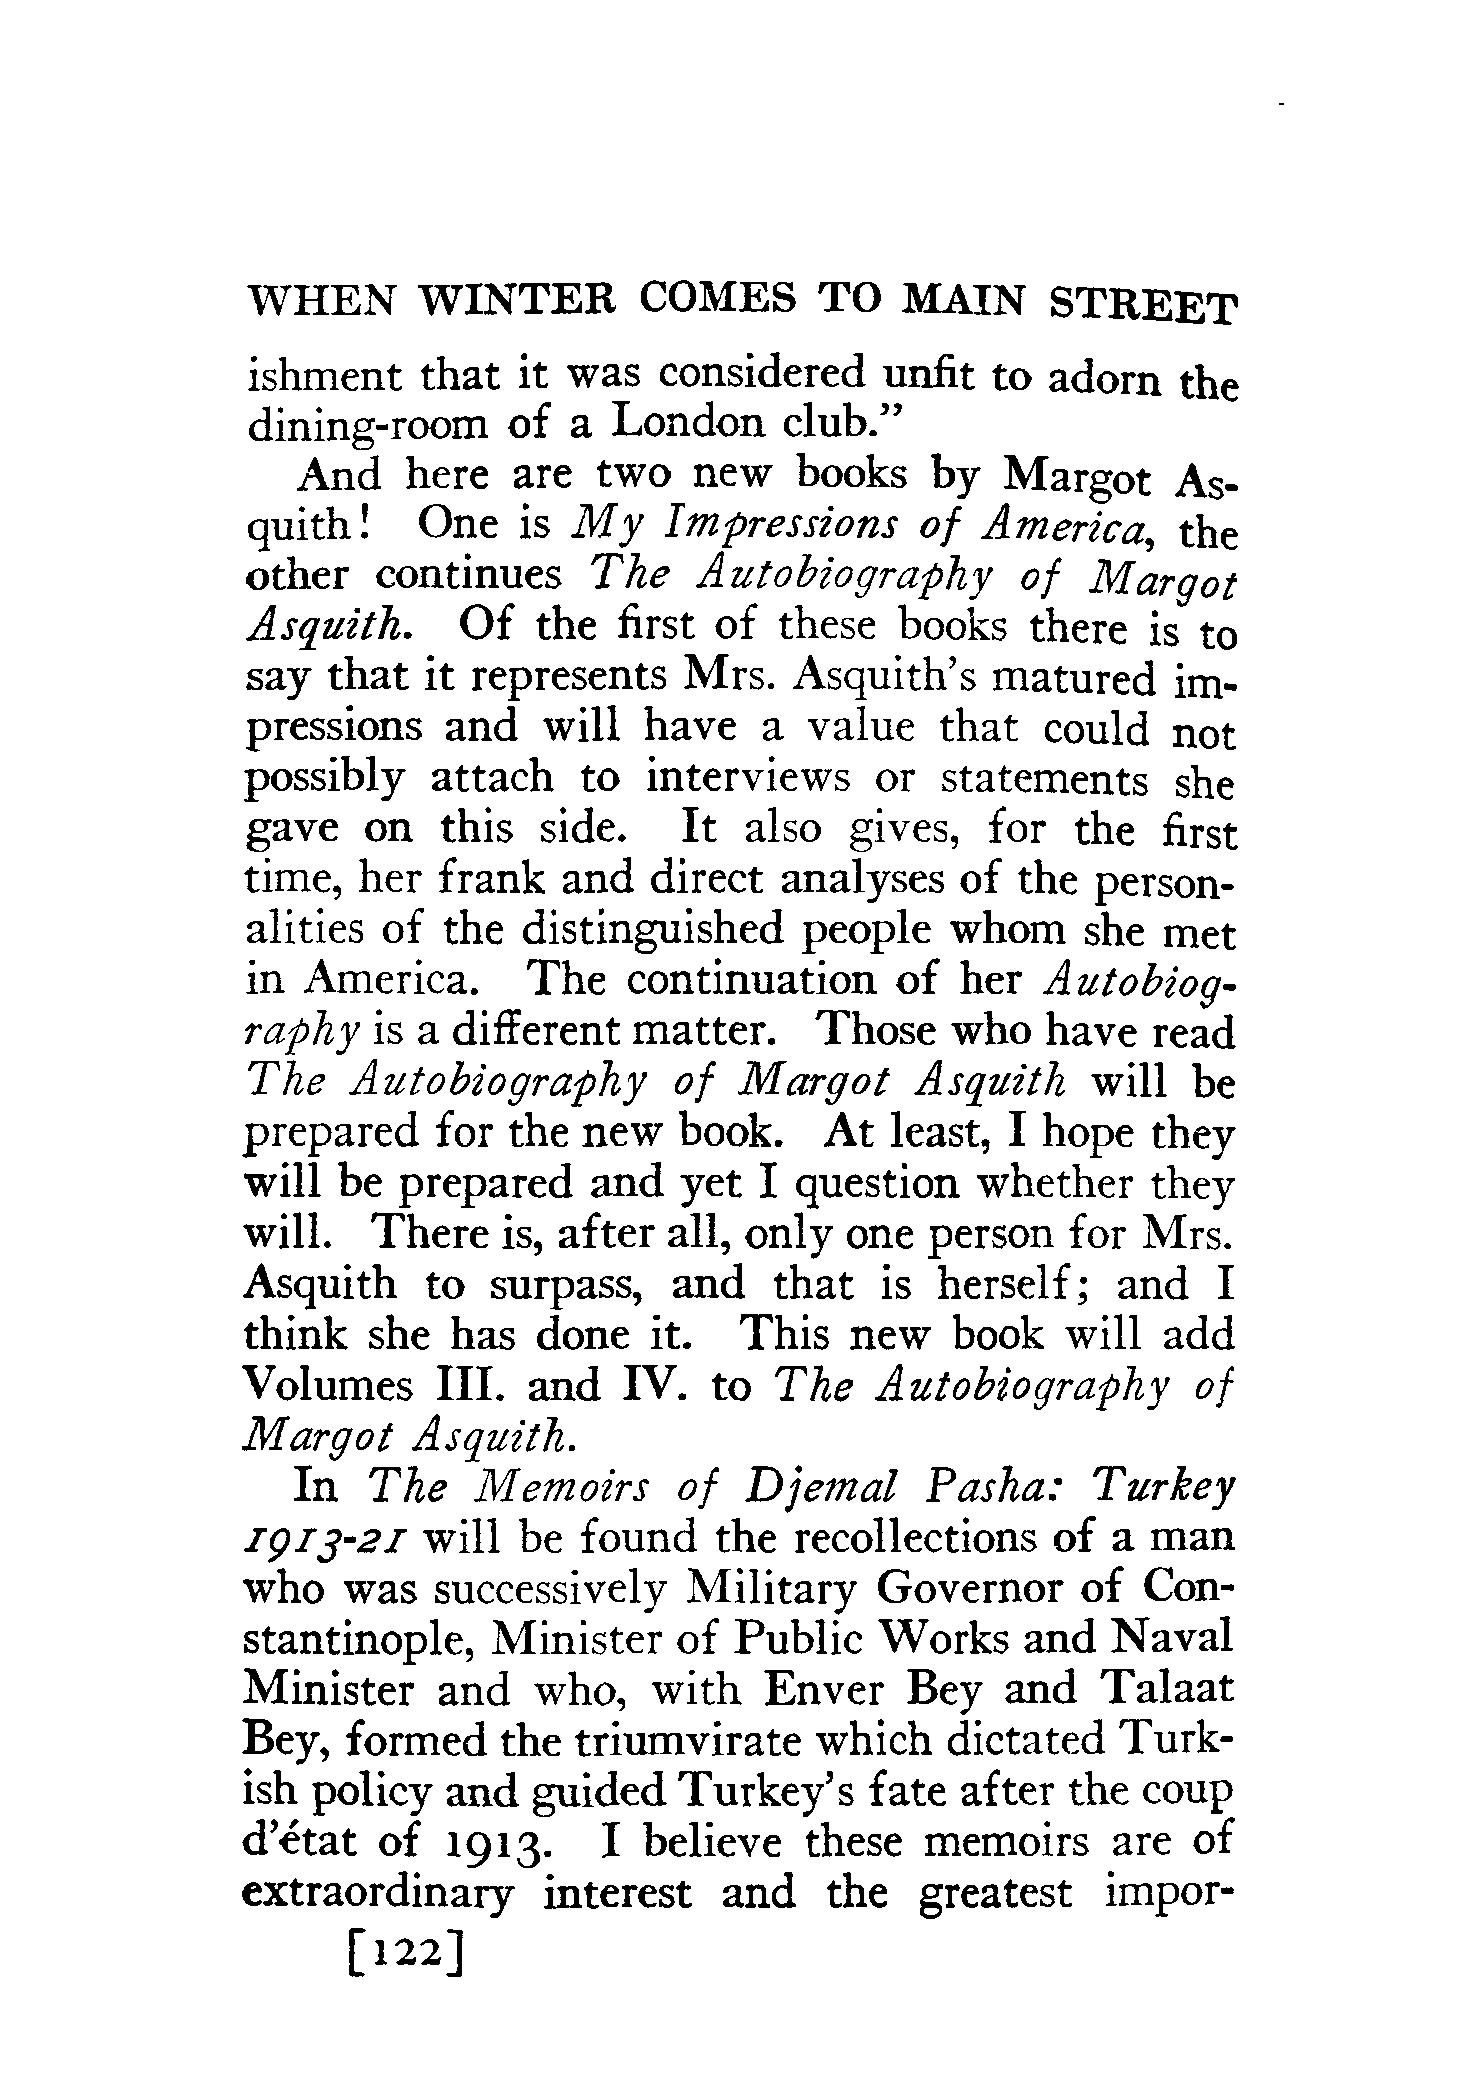 WHEN WINTER COMES TO MAIN STREET
ishment that it was considered unfit to adorn the
dining-room of a London club.”
And here are two new books by Margot As-
quith! One is My Impressions of America, the
other continues The Autobiography of Margot
Asquith. Of the first of these books there is to
say that it represents Mrs. Asquith’s matured im-
pressions and will have a value that could not
possibly attach to interviews or statements she
gave on this side. It also gives, for the first
time, her frank and direct analyses of the person-
alities of the distinguished people whom she met
in America. The continuation of her Autobiog-
raphy is a different matter. Those who have read
The Autobiography of Margot Asquith will be
prepared for the new book. At least, I hope they
will be prepared and yet I question whether they
will. There is, after all, only one person for Mrs.
Asquith to surpass, and that is herself; and I
think she has done it. This new book will add
Volumes III. and IV. to The Autobiography of
Margot Asquith.
In The Memoirs of Djemal Pasha: Turkey
1913-21 will be found the recollections of a man
who was successively Military Governor of Con-
stantinople, Minister of Public Works and Naval
Minister and who, with Enver Bey and Talaat
Bey, formed the triumvirate which dictated Turk-
ish policy and guided Turkey’s fate after the coup
d’état of 1913. I believe these memoirs are of
extraordinary interest and the greatest impor-
[122]